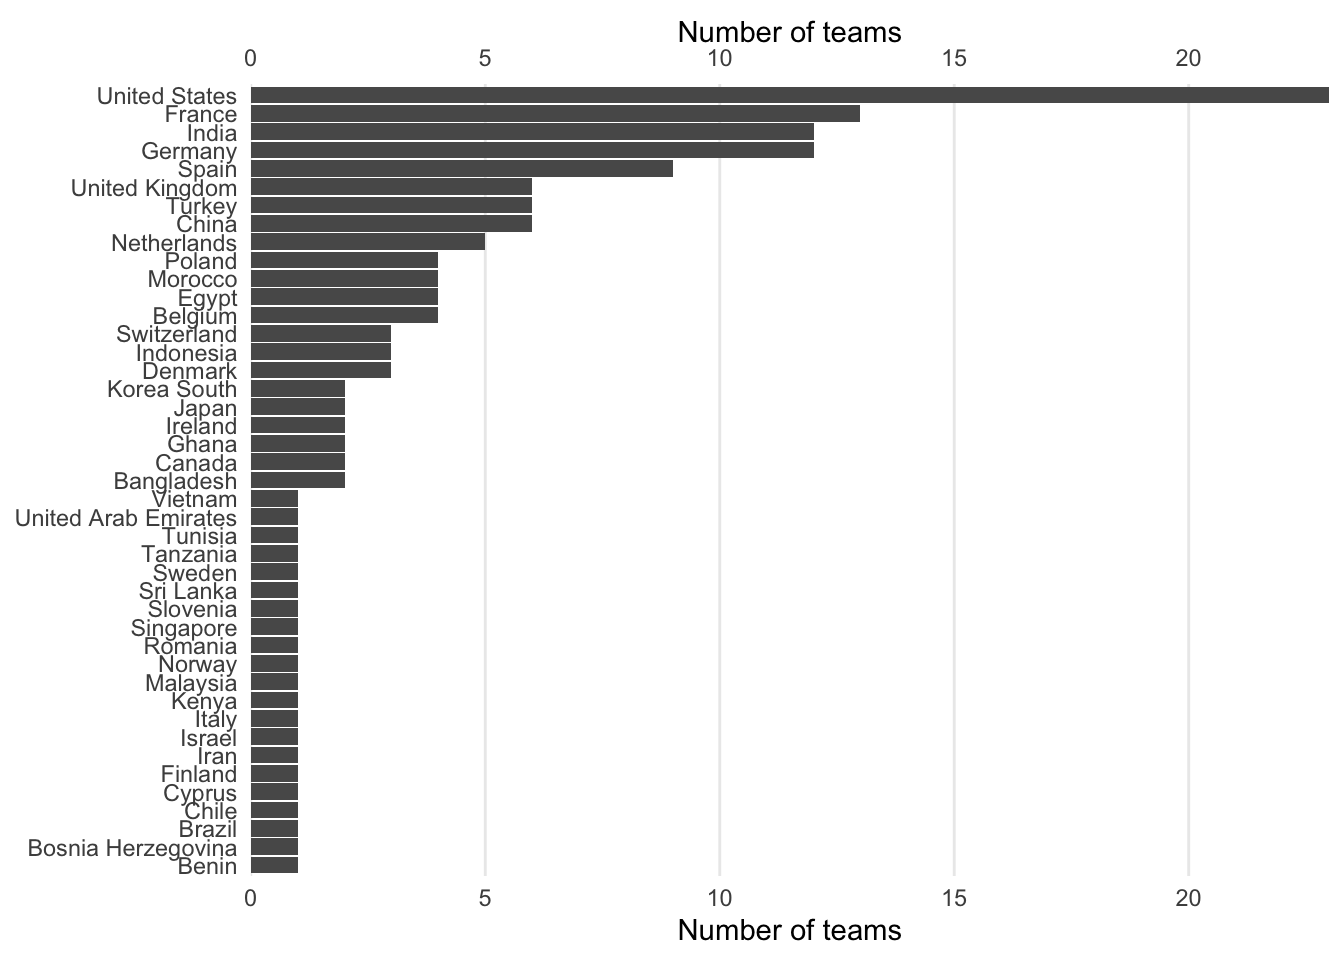 Number of teams
0 5 10 15 20
United States
France
India
Germany
Spain
United Kingdom
Turkey
China
Netherlands
Poland
Morocco
Egypt
Belgium
Switzerland
Indonesia
Denmark
Korea South
Japan
Ireland
Ghana
Canada
Bangladesh
Vietnam
United Arab Emirates
Tunisia
Tanzania
Sweden
Sri Lanka
Slovenia
Singapore
Romania
Norway
Malaysia
Kenya
Italy
Israel
Iran
Finland
Cyprus
Chile
Brazil
Bosnia Herzegovina
Benin
0 5 10 15 20
Number of teams